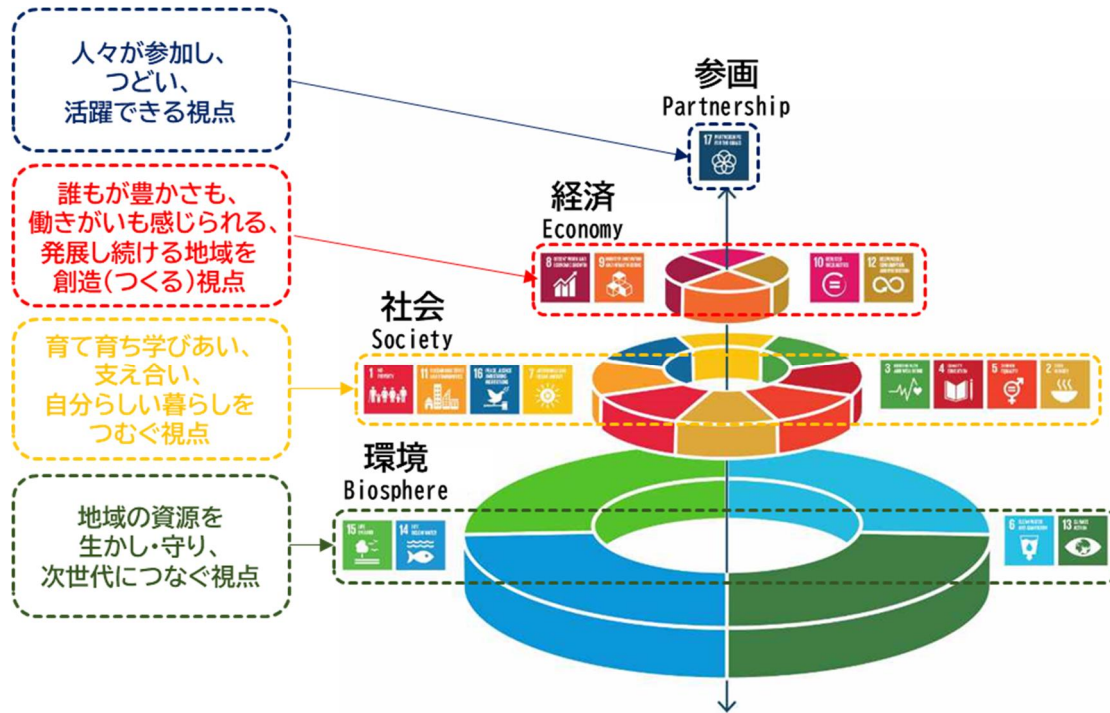 人々が参加し、
つどい、
活躍できる視点
参画
Partnership
17
誰もが豊かさも、
働きがいも感じられる、
発展し続ける地域を
創造(つくる)視点
経済
Economy
8
9
10
12
育て育ち学びあい、
支え合い、
自分らしい暮らしを
つむぐ視点
社会
Society
1
11
16
7
3
4
5
2
地域の資源を
生かし・守り、
次世代につなぐ視点
環境
Biosphere
15
14
6
13